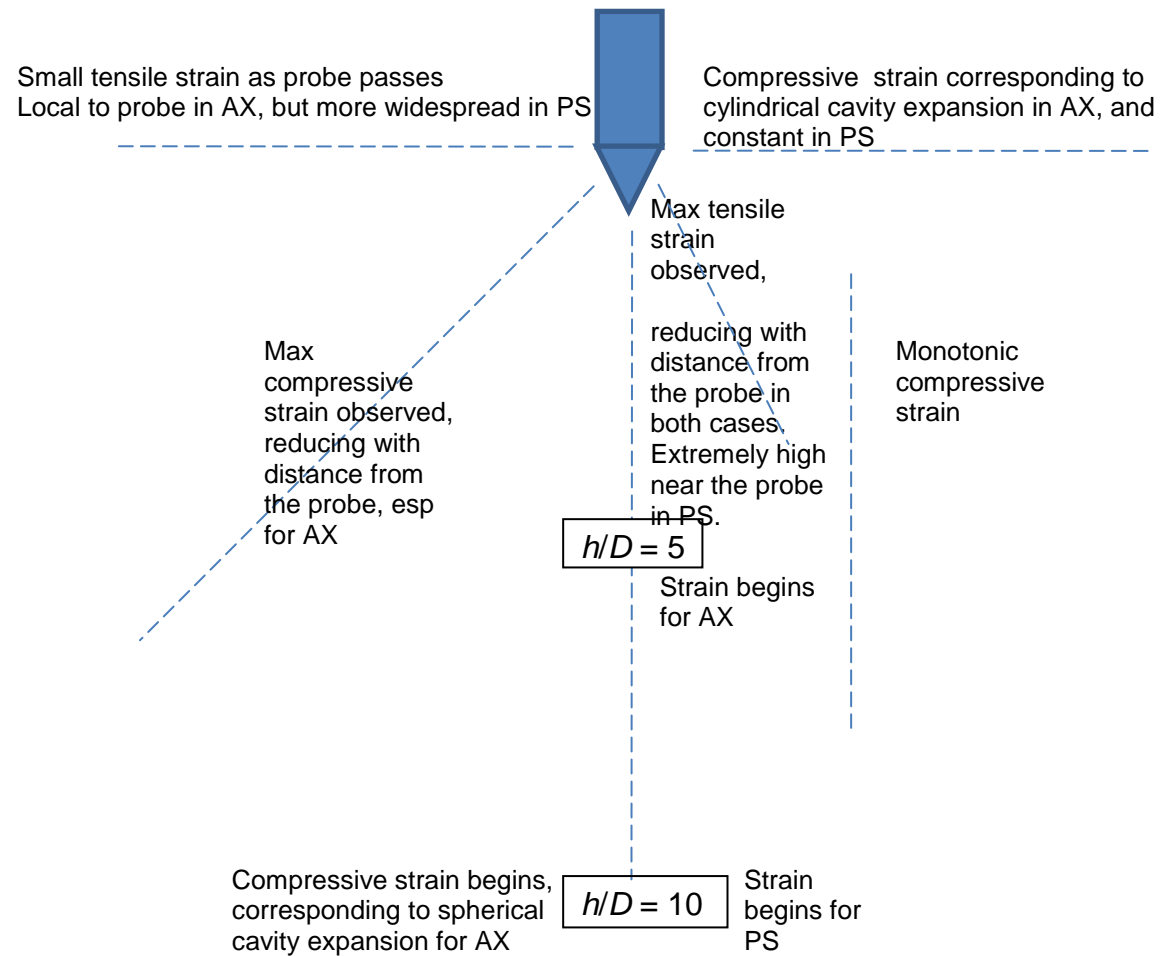 Small tensile strain as probe passes
Local to probe in AX, but more widespread in PS
Compressive strain corresponding to
cylindrical cavity expansion in AX, and
constant in PS
Max tensile
strain
observed,
reducing with
distance from
the probe in
both cases.
Extremely high
near the probe
in PS.
Max
compressive
strain observed,
reducing with
distance from
the probe, esp
for AX
Monotonic
compressive
strain
h/D = 5
Strain begins
for AX
Compressive strain begins,
corresponding to spherical
cavity expansion for AX
h/D = 10
Strain
begins for
PS